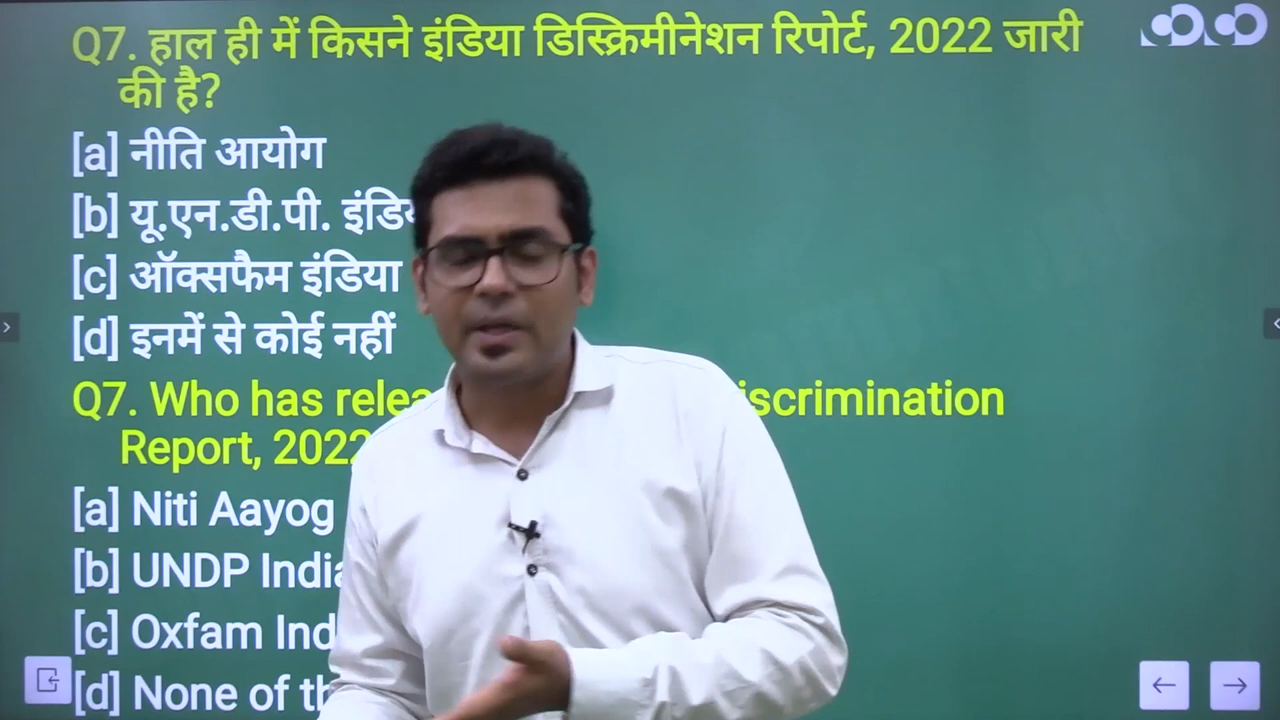 Q7. हाल ही में किसने इंडिया डिस्क्रिमीनेशन रिपोर्ट, 2022 जारी
की है?
[a] नीति आयोग
[b] यू.एन.डी.पी.
[c] ऑक्सफैम इंडिया
[d] इनमें से कोई नहीं
Q7. Who has
Report, 2022
[a] Niti Aayog
[b] UNDP India
[c] Oxfam
[d] None of